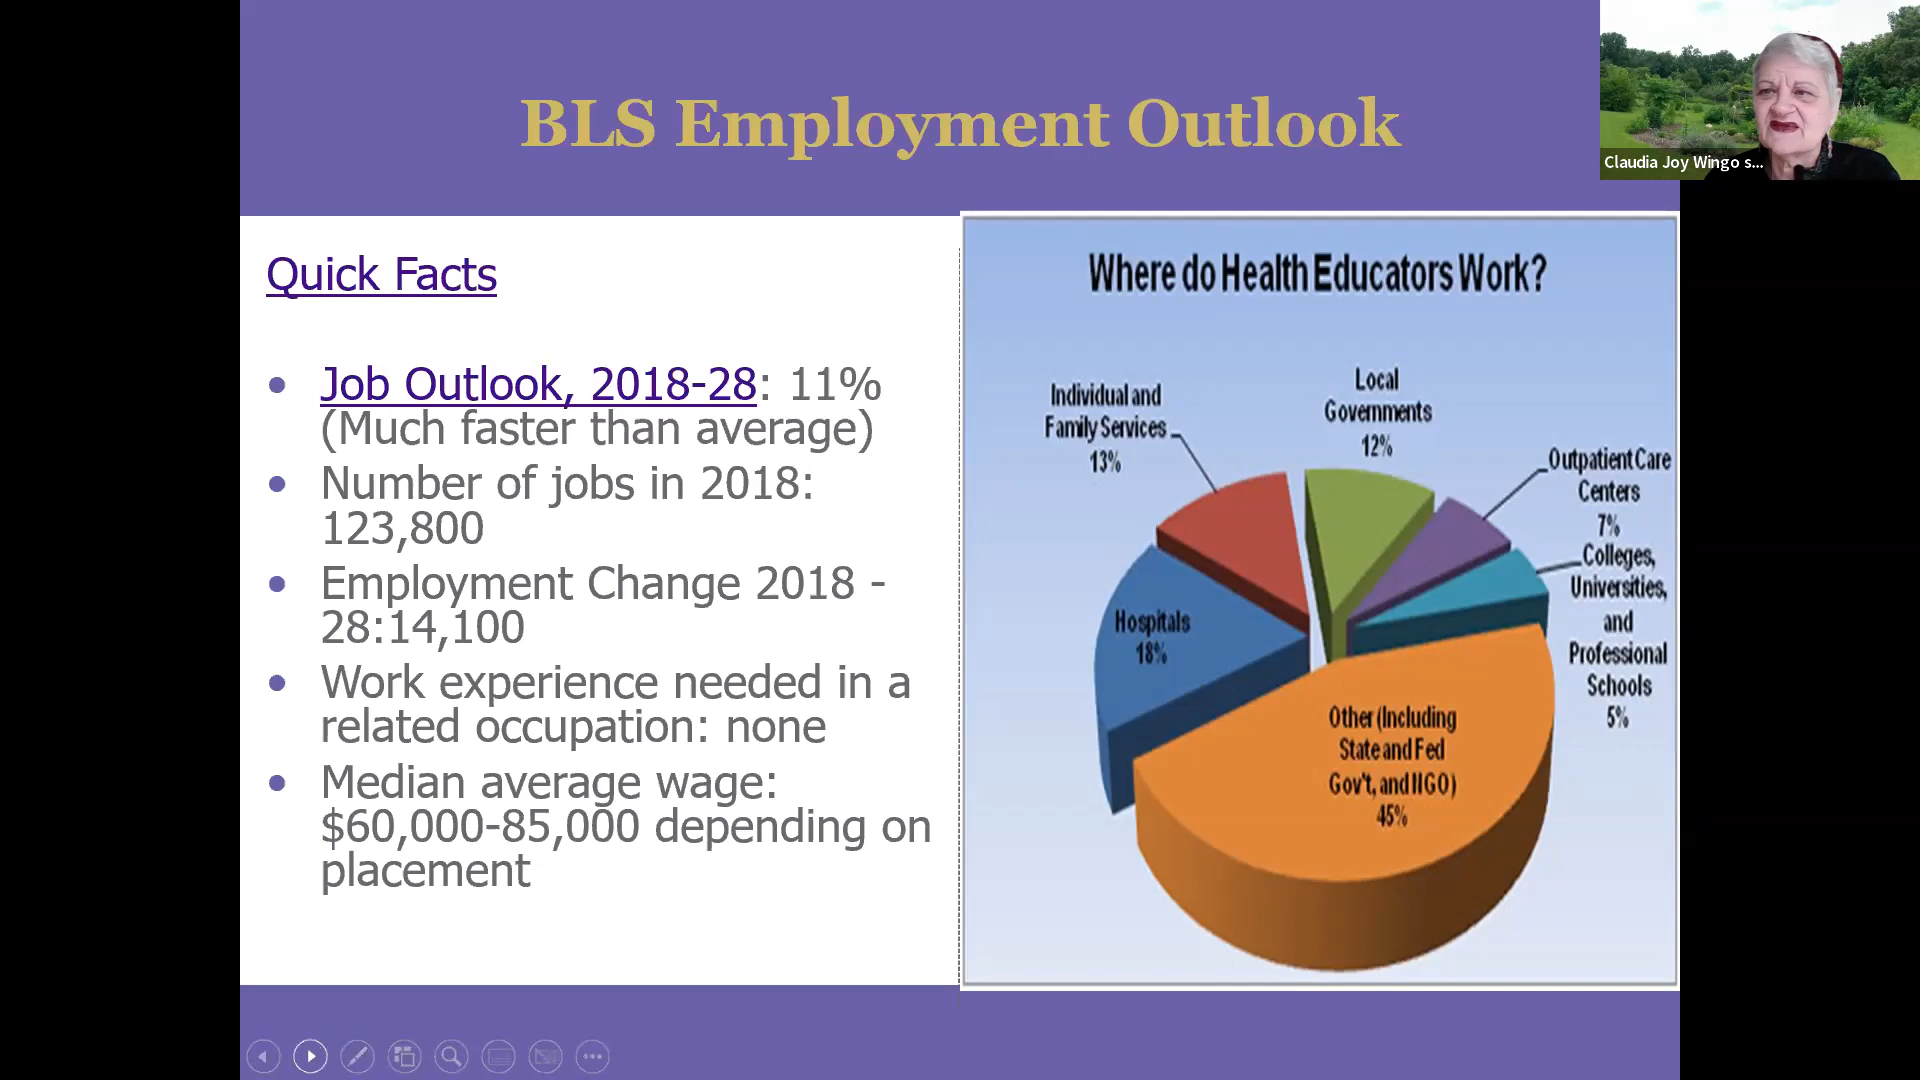 BLS Employment Outlook
Claudia Joy Wingo s...
Quick Facts
Job Outlook, 2018-28: 11%
(Much faster than average)
Number of jobs in 2018:
123,800
Employment Change 2018 -
28:14,100
Work experience needed in a
related occupation: none
Median average wage:
$60,000-85,000 depending on
placement
Where do Health Educators Work?
Individual and
Family Services
13%
Local
Governments
12%
Outpatient Care
Centers
7%
Colleges,
Universities,
and
Professional
Schools
5%
Hospitals
18%
Other (Including
State and Fed
Gov't, and NGO)
45%